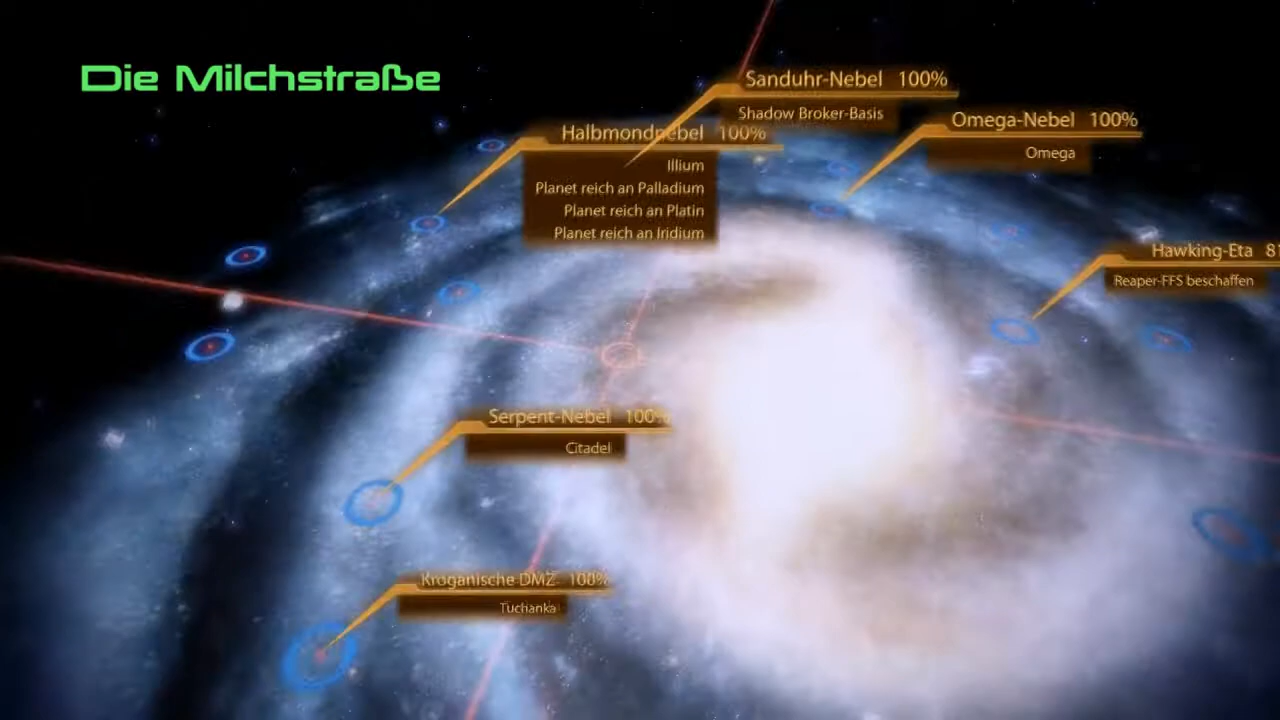 Die Milchstraße
Sanduhr-Nebel 100%
Shadow Broker-Basis
Omega-Nebel 100%
Omega
Halbmondnebel 100%
Illium
Planet reich an Palladium
Planet reich an Platin
Planet reich an Iridium
Hawking-Eta 81
Reaper-FFS beschaffen
Serpent-Nebel 100%
Citadel
Kroganische DMZ 100%
Tuchanka